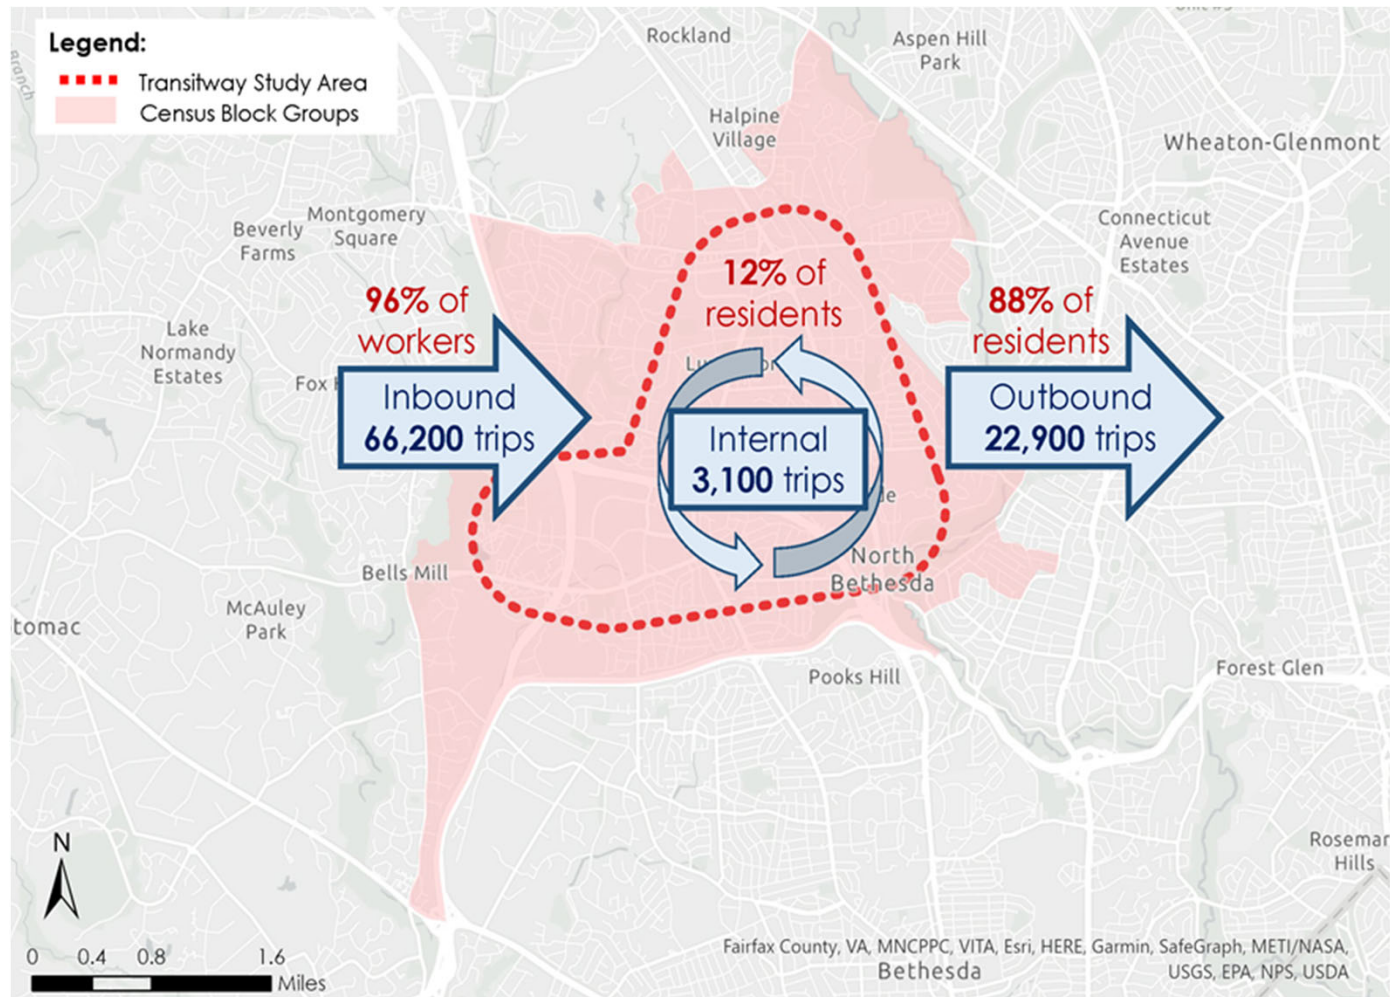 Legend:
Transitway Study Area
Census Block Groups
Rockland
Aspen Hill
Park
Halpine
Village
Wheaton-Glenmont
Montgomery
Square
Beverly
Farms
Connecticut
Avenue
Estates
96% of
workers
12% of
residents
88% of
residents
Lake
Normandy
Estates
Fox
Inbound
66,200 trips
Internal
3,100 trips
Outbound
22,900 trips
North
Bethesda
Bells Mill
McAuley
Park
tomac
Pooks Hill
Forest Glen
Rosemar
Hills
N
0 0.4 0.8 1.6
Miles
Fairfax County, VA, MNCPPC, VITA, Esri, HERE, Garmin, SafeGraph, METI/NASA,
USGS, EPA, NPS, USDA
Bethesda